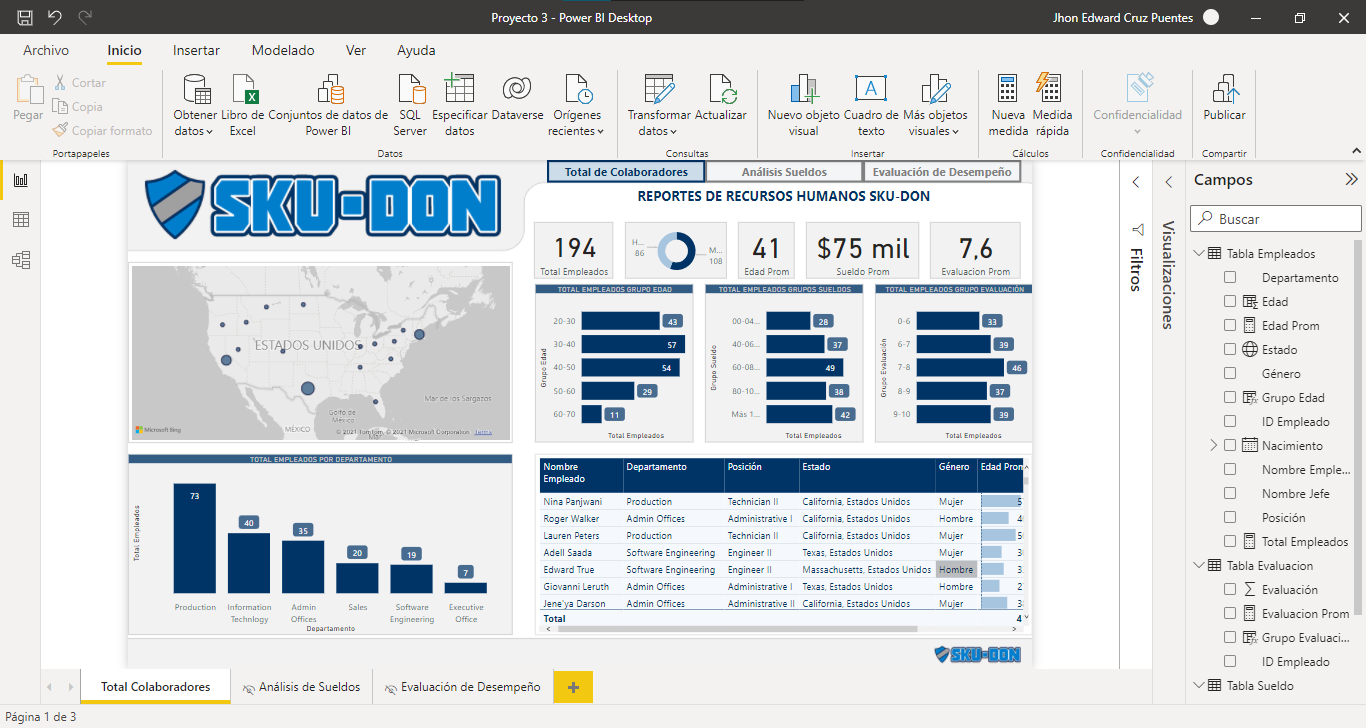 Proyecto 3 - Power BI Desktop
Jhon Edward Cruz Puentes
Archivo
Inicio
Insertar
Modelado
Ver
Ayuda
Pegar
Cortar
Copia
Copiar formato
Portapapeles
Obtener datos
Libro de Excel
Conjuntos de datos de Power BI
SQL Server
Especificar datos
Dataverse
Orígenes recientes
Datos
Transformar datos
Actualizar
Consultas
Nuevo objeto visual
Cuadro de texto
Más objetos visuales
Insertar
Nueva medida
Medida rápida
Cálculos
Confidencialidad
Confidencialidad
Publicar
Compartir
SKU-DON
Total de Colaboradores
Análisis Sueldos
Evaluación de Desempeño
REPORTES DE RECURSOS HUMANOS SKU-DON
194
Total Empleados
H...
86
M...
108
41
Edad Prom
$75 mil
Sueldo Prom
7,6
Evaluacion Prom
ESTADOS UNIDOS
Golfo de México
MÉXICO
Mar de los Sargazos
Microsoft Bing
© 2021 TomTom, © 2021 Microsoft Corporation Terms
TOTAL EMPLEADOS GRUPO EDAD
Grupo Edad
20-30 43
30-40 57
40-50 54
50-60 29
60-70 11
Total Empleados
TOTAL EMPLEADOS GRUPOS SUELDOS
Grupo Sueldo
00-04... 28
40-06... 37
60-08... 49
80-10... 38
Más 1... 42
Total Empleados
TOTAL EMPLEADOS GRUPO EVALUACIÓN
Grupo Evaluación
0-6 33
6-7 39
7-8 46
8-9 37
9-10 39
Total Empleados
TOTAL EMPLEADOS POR DEPARTAMENTO
Total Empleados
73
40
35
20
19
7
Production
Information Technlogy
Admin Offices
Sales
Software Engineering
Executive Office
Departamento
Nombre Empleado Departamento Posición Estado Género Edad Prom
Nina Panjwani Production Technician II California, Estados Unidos Mujer 5
Roger Walker Admin Offices Administrative I California, Estados Unidos Hombre 4
Lauren Peters Production Technician II California, Estados Unidos Mujer 5
Adell Saada Software Engineering Engineer II Texas, Estados Unidos Mujer 3
Edward True Software Engineering Engineer II Massachusetts, Estados Unidos Hombre 3
Giovanni Leruth Admin Offices Administrative I Texas, Estados Unidos Hombre 2
Jene'ya Darson Admin Offices Administrative II California, Estados Unidos Mujer 3
Total 4
SKU-DON
Filtros
Visualizaciones
Campos
Buscar
Tabla Empleados
Departamento
Edad
Edad Prom
Estado
Género
Grupo Edad
ID Empleado
Nacimiento
Nombre Emple...
Nombre Jefe
Posición
Total Empleados
Tabla Evaluacion
Evaluación
Evaluacion Prom
Grupo Evaluaci...
ID Empleado
Tabla Sueldo
Total Colaboradores
Análisis de Sueldos
Evaluación de Desempeño
Página 1 de 3